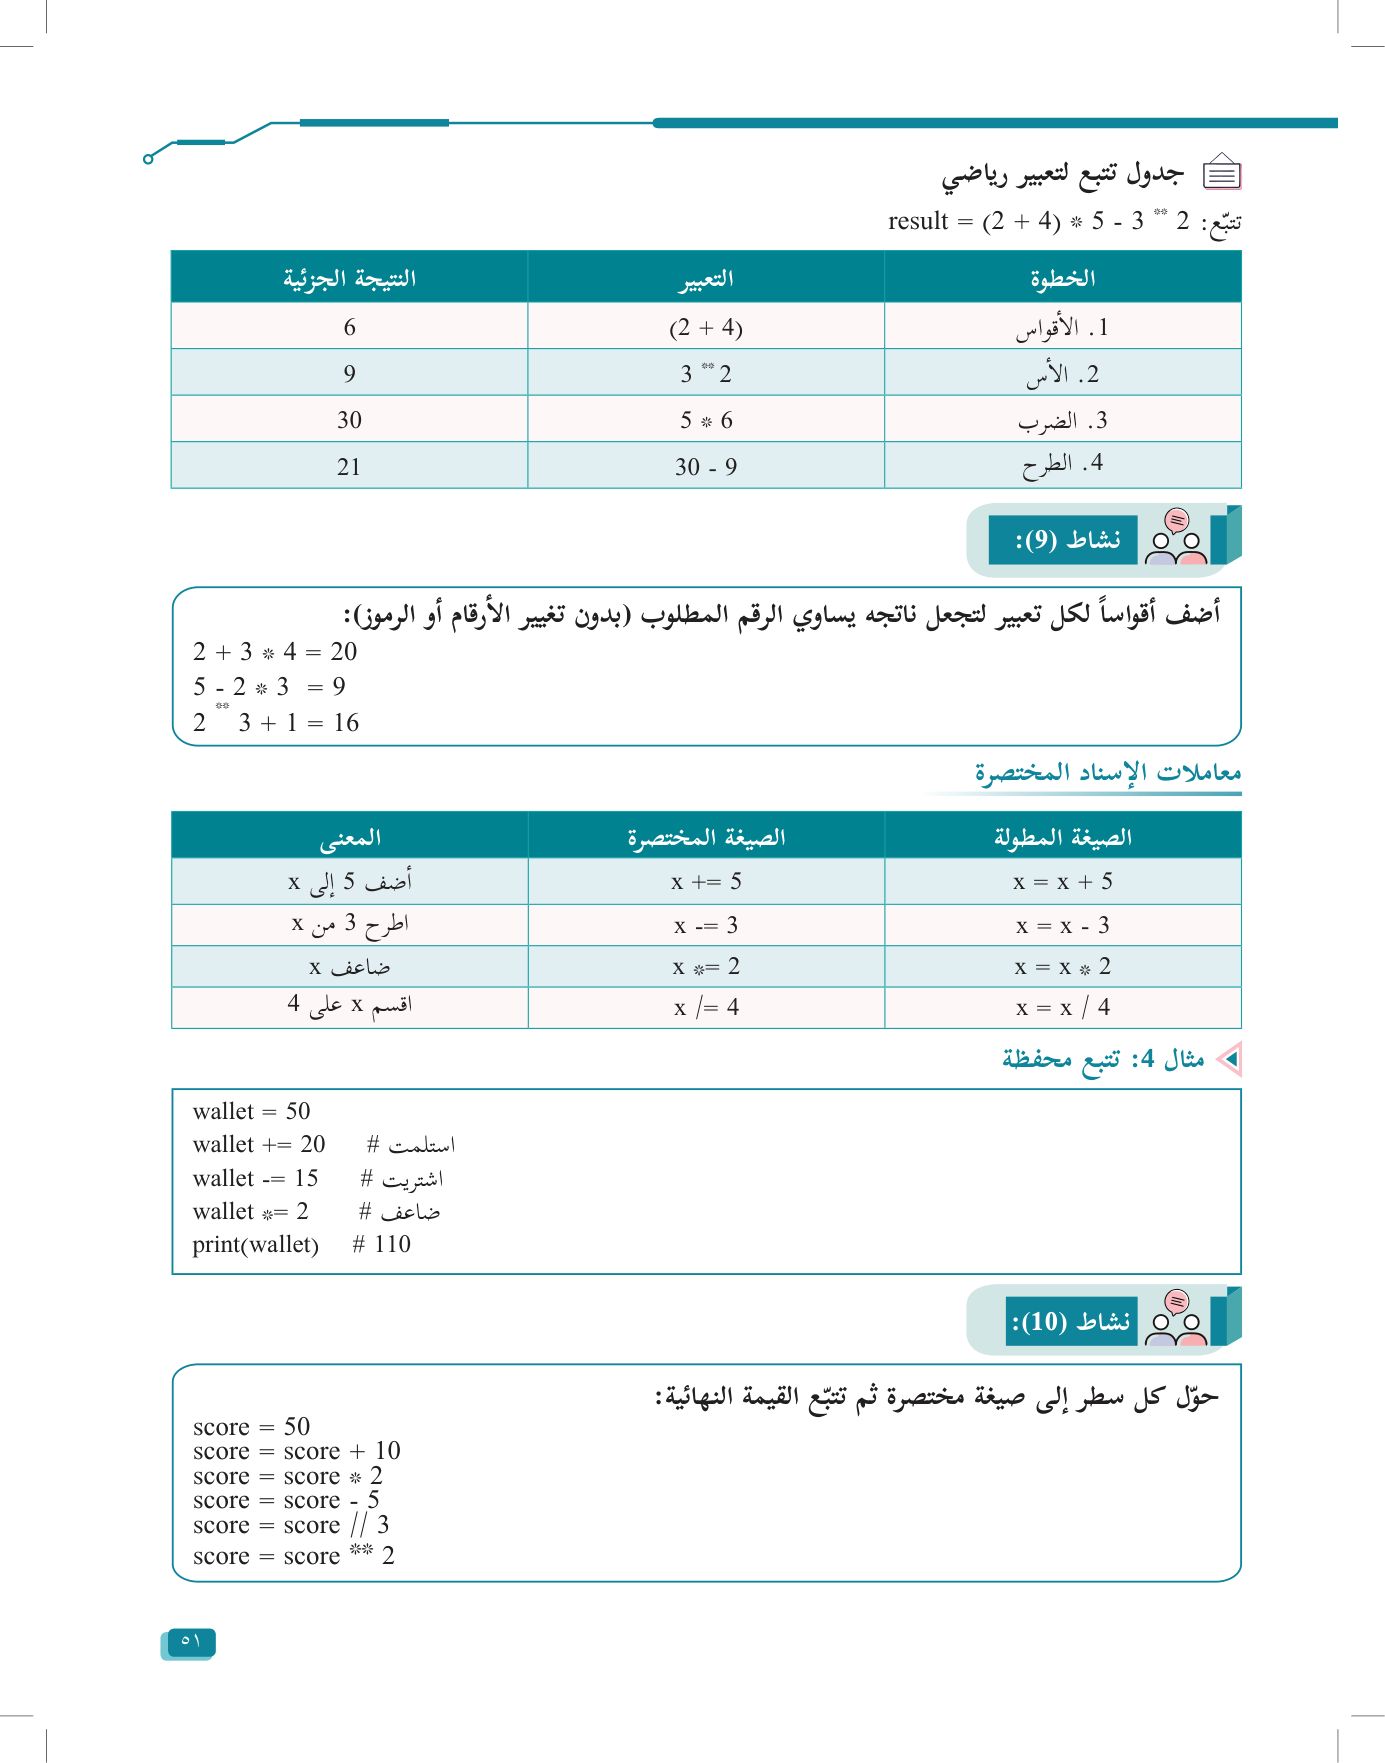 جدول تتبع لتعبير رياضي
تتبّع: result = (2 + 4) * 5 - 3 ** 2
الخطوة التعبير النتيجة الجزئية
1. الأقواس (2 + 4) 6
2. الأس 3 ** 2 9
3. الضرب 5 * 6 30
4. الطرح 30 - 9 21
نشاط (9):
أضف أقواساً لكل تعبير لتجعل ناتجه يساوي الرقم المطلوب (بدون تغيير الأرقام أو الرموز):
2 + 3 * 4 = 20
5 - 2 * 3 = 9
2 ** 3 + 1 = 16
معاملات الإسناد المختصرة
الصيغة المطولة الصيغة المختصرة المعنى
x = x + 5 x += 5 أضف 5 إلى x
x = x - 3 x -= 3 اطرح 3 من x
x = x * 2 x *= 2 ضاعف x
x = x / 4 x /= 4 اقسم x على 4
مثال 4: تتبع محفظة
wallet = 50
wallet += 20 # استلمت
wallet -= 15 # اشتريت
wallet *= 2 # ضاعف
print(wallet) # 110
نشاط (10):
حوّل كل سطر إلى صيغة مختصرة ثم تتبّع القيمة النهائية:
score = 50
score = score + 10
score = score * 2
score = score - 5
score = score // 3
score = score ** 2
٥١